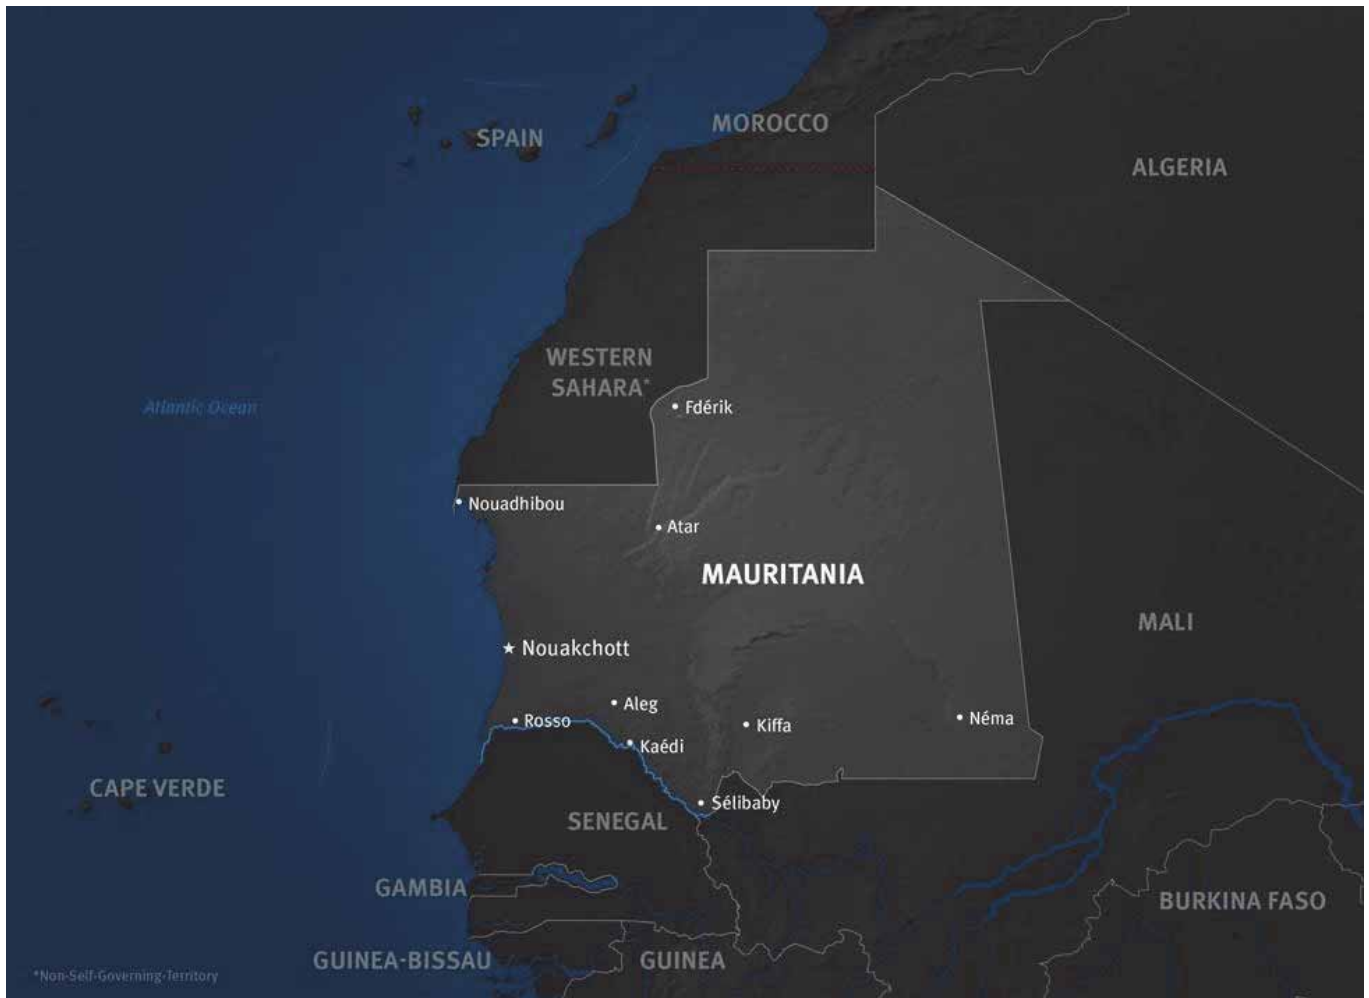 MOROCCO
SPAIN
ALGERIA
WESTERN
SAHARA*
Atlantic Ocean
Fdérik
Nouadhibou
Atar
MAURITANIA
MALI
Nouakchott
Aleg
Rosso
Néma
Kiffa
Kaédi
CAPE VERDE
Sélibaby
SENEGAL
GAMBIA
BURKINA FASO
GUINEA-BISSAU
GUINEA
*Non-Self-Governing-Territory